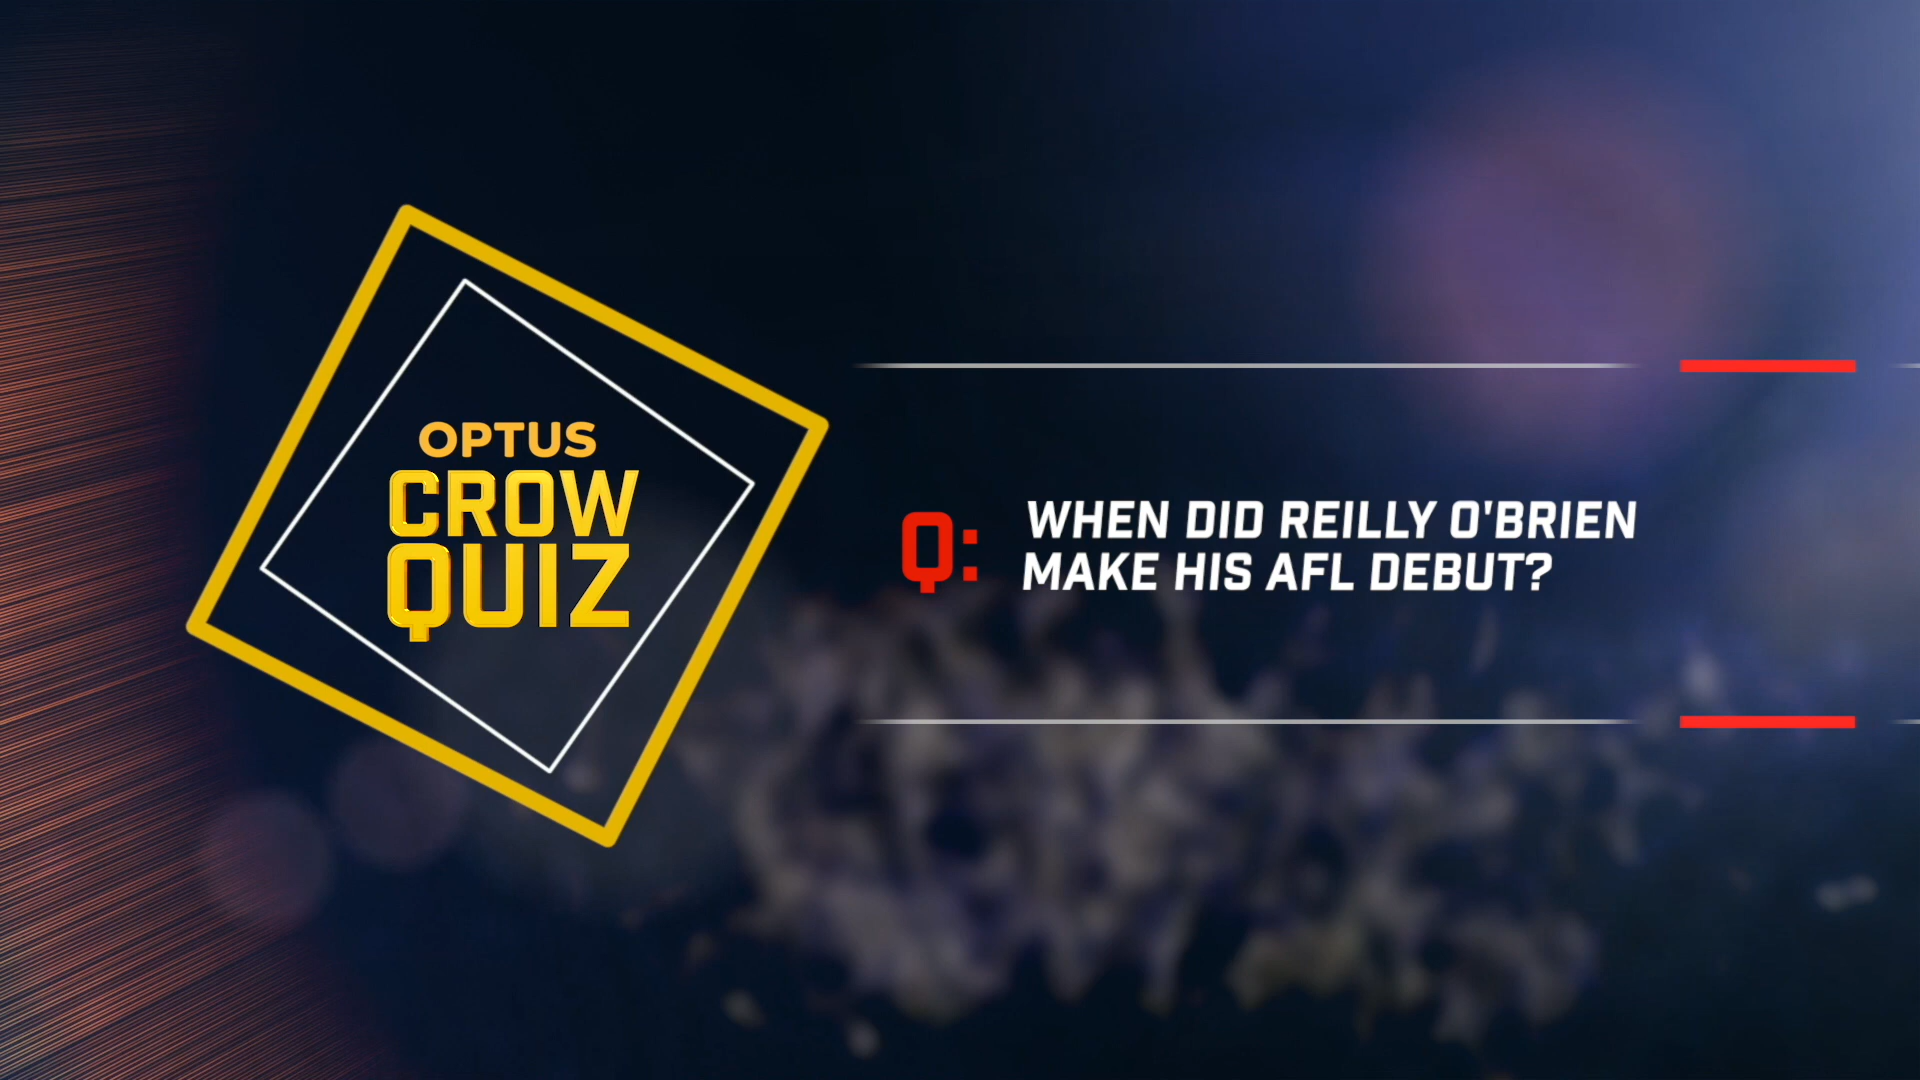 OPTUS
CROW
QUIZ
Q:
WHEN DID REILLY O'BRIEN
MAKE HIS AFL DEBUT?